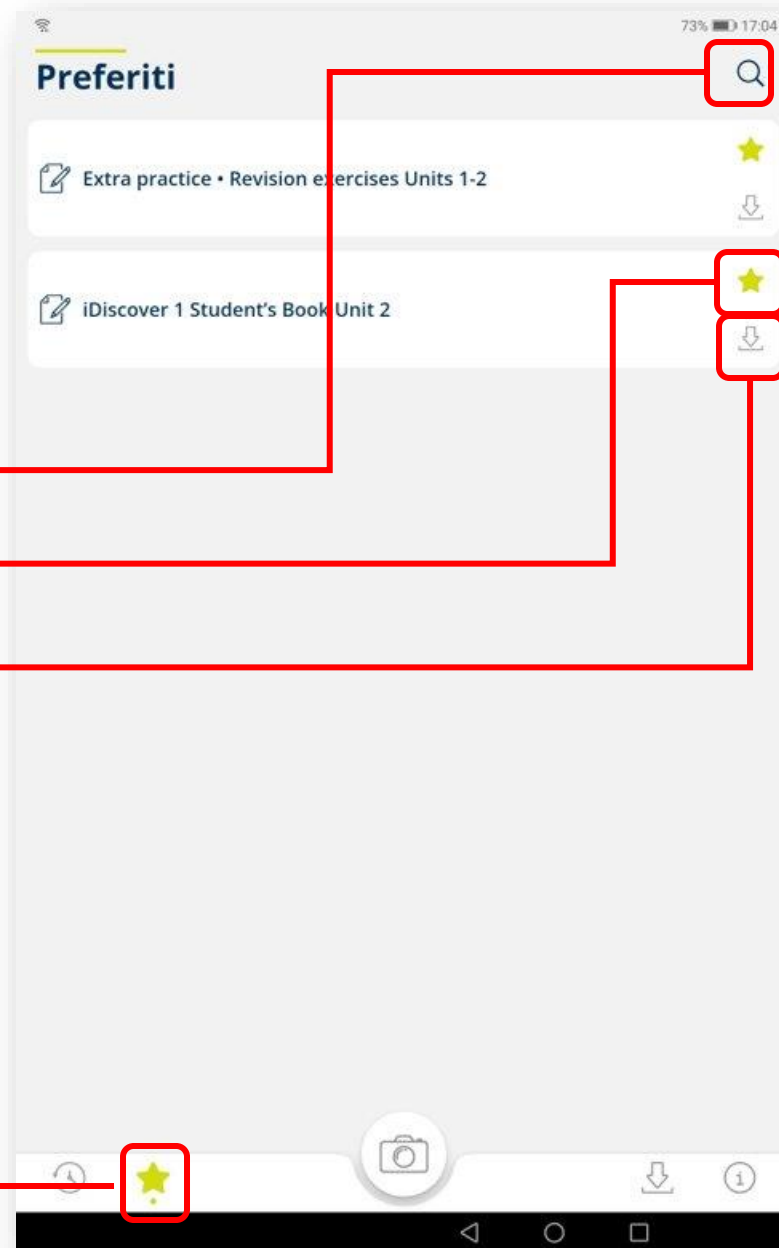 73% 17:04
Preferiti
Extra practice • Revision exercises Units 1-2
iDiscover 1 Student's Book Unit 2